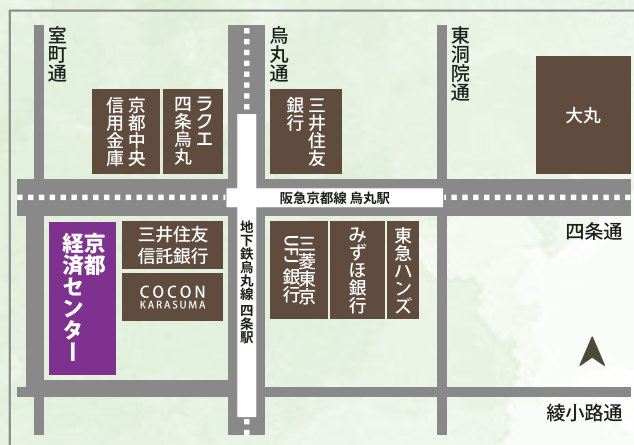 室町通
烏丸通
東洞院通
大丸
京都中央
信用金庫
ラクエ
四条烏丸
三井住友
銀行
阪急京都線 烏丸駅
四条通
京都
経済センター
三井住友
信託銀行
COCON
KARASUMA
地下鉄烏丸線 四条駅
三菱東京
UFJ銀行
みずほ銀行
東急ハンズ
綾小路通